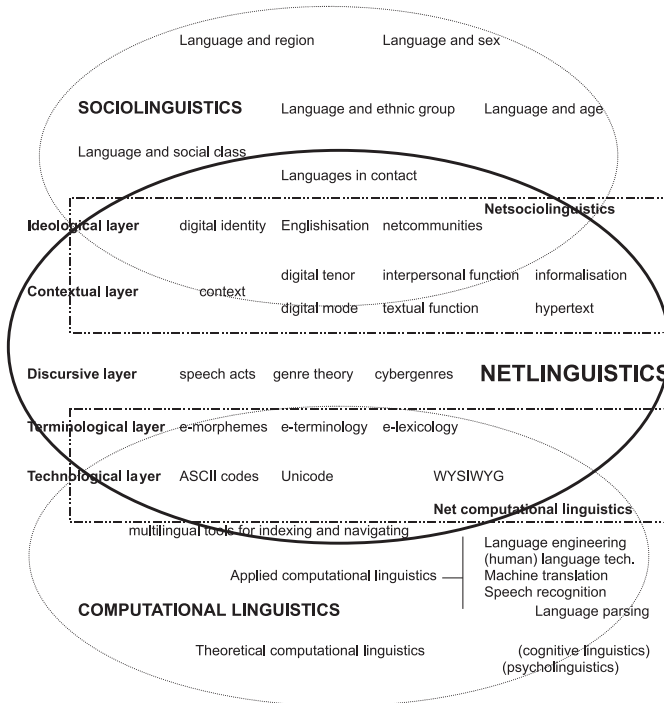 Language and region Language and sex
SOCIOLINGUISTICS Language and ethnic group Language and age
Language and social class
Languages in contact
Netsociolinguistics
Ideological layer digital identity Englishisation netcommunities
digital tenor interpersonal function informalisation
Contextual layer context
digital mode textual function hypertext
Discursive layer speech acts genre theory cybergenres NETLINGUISTICS
Terminological layer e-morphemes e-terminology e-lexicology
Technological layer ASCII codes Unicode WYSIWYG
Net computational linguistics
multilingual tools for indexing and navigating
Language engineering
(human) language tech.
Applied computational linguistics Machine translation
Speech recognition
COMPUTATIONAL LINGUISTICS Language parsing
Theoretical computational linguistics (cognitive linguistics)
(psycholinguistics)